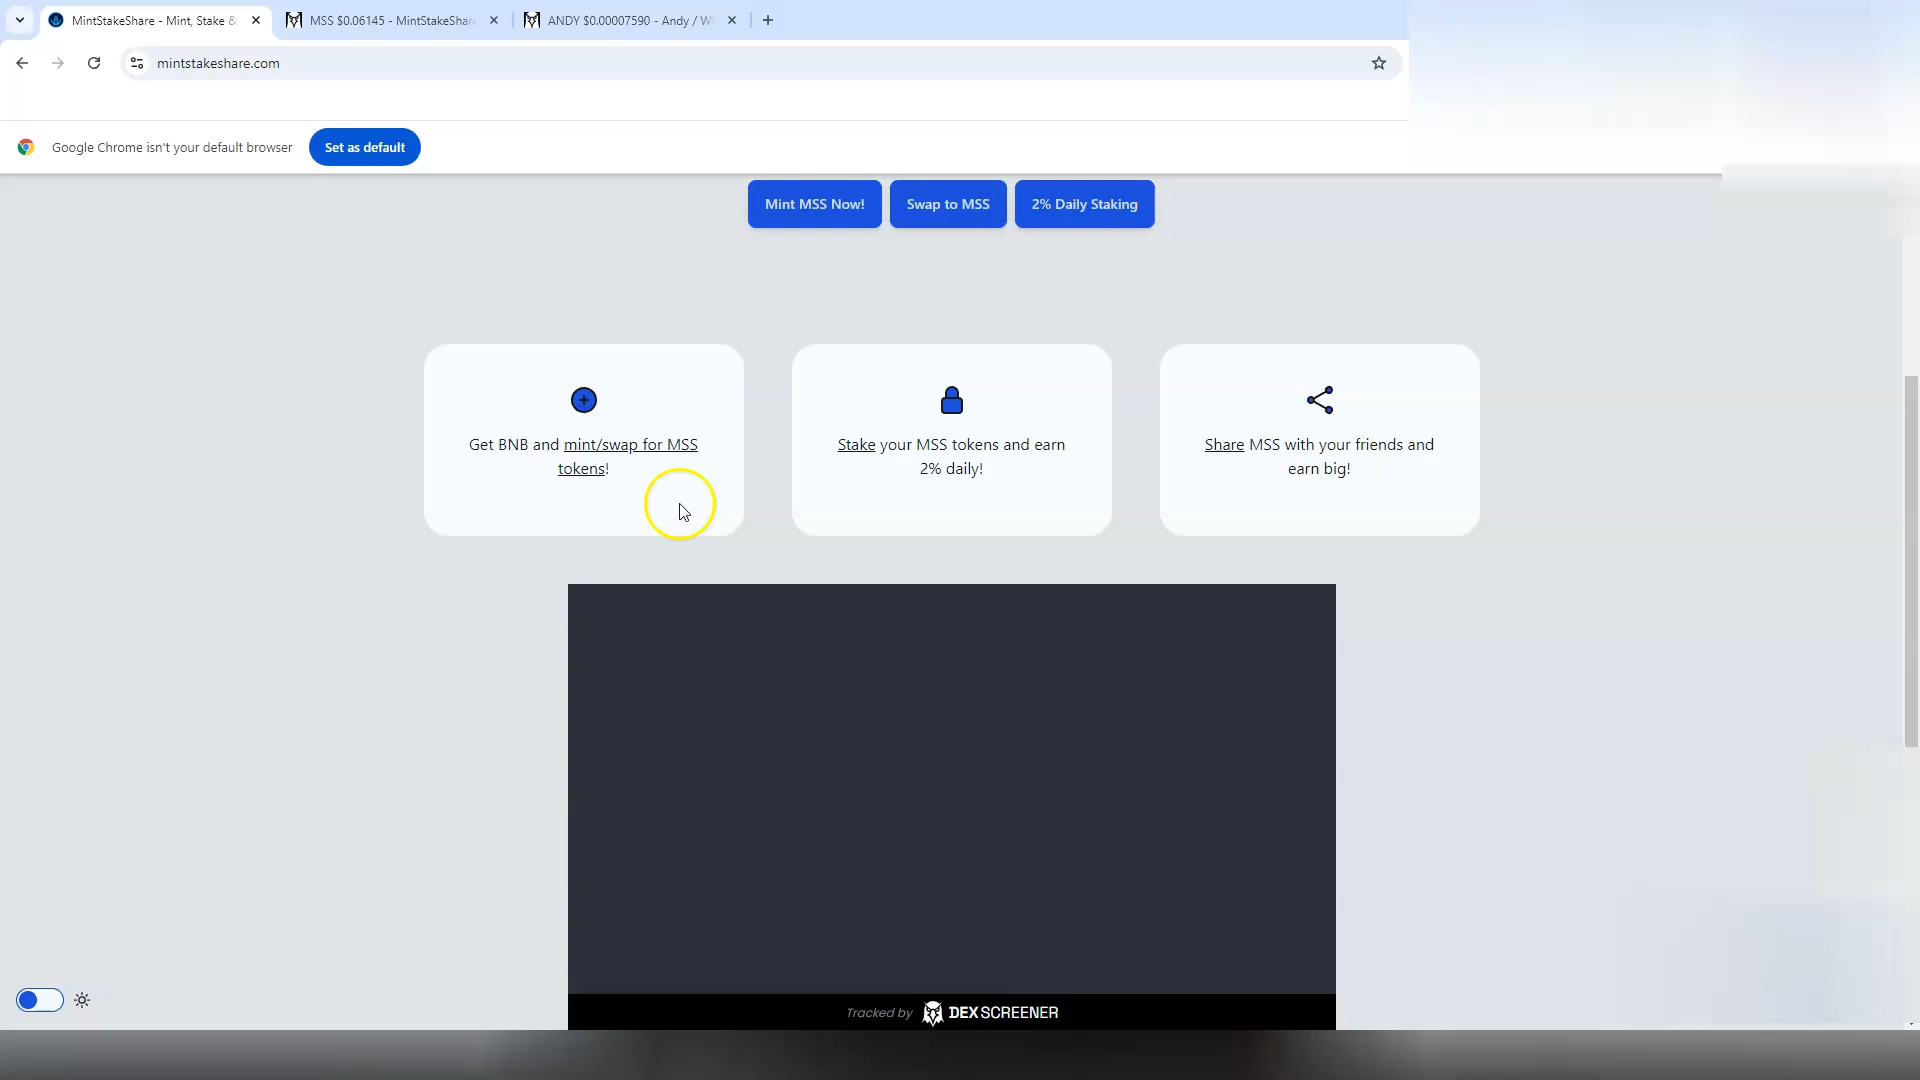 MintStakeShare - Mint, Stake &
MSS $0.06145 - MintStakeShare
ANDY $0.00007590 - Andy / W
mintstakeshare.com
Google Chrome isn't your default browser
Set as default
Mint MSS Now!
Swap to MSS
2% Daily Staking
Get BNB and mint/swap for MSS
tokens!
Stake your MSS tokens and earn
2% daily!
Share MSS with your friends and
earn big!
Tracked by DEX SCREENER